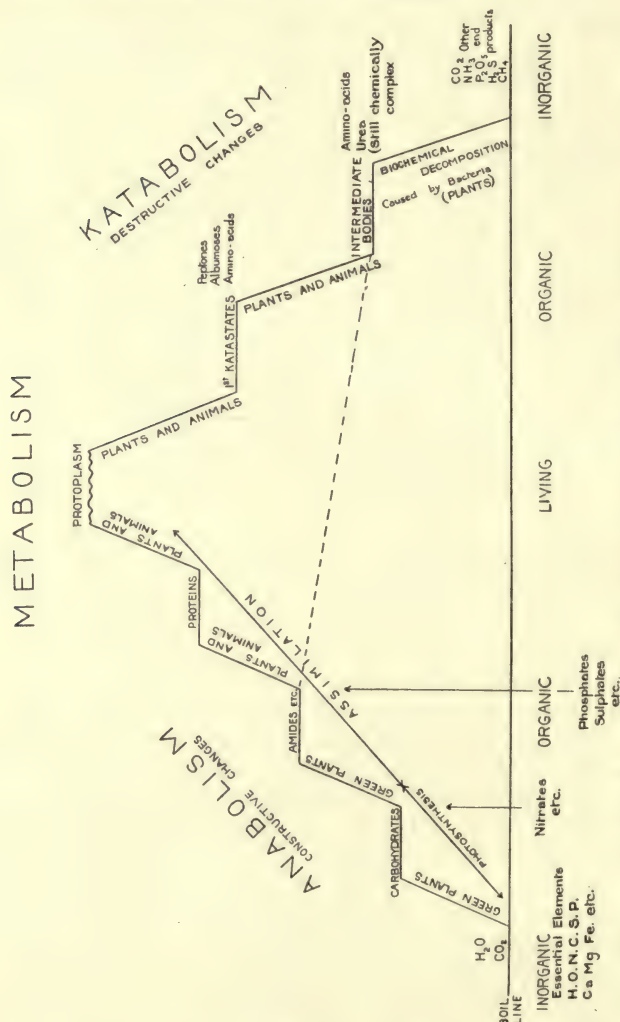 METABOLISM
KATABOLISM
DESTRUCTIVE CHANGES
ANABOLISM
CONSTRUCTIVE CHANGES
PROTOPLASM
PLANTS AND
ANIMALS
PROTEINS
PLANTS AND
ANIMALS
AMIDES ETC.
GREEN PLANTS
CARBOHYDRATES
GREEN PLANTS
H2O
CO2
ASSIMILATION
PHOTOSYNTHESIS
PLANTS AND ANIMALS
1ST KATASTATES
Peptones
Albumoses
Amino-acids
PLANTS AND ANIMALS
INTERMEDIATE
BODIES
Amino-acids
Urea
(Still chemically
complex
BIOCHEMICAL
DECOMPOSITION
Caused by Bacteria
(PLANTS)
CO2 Other
NH3 end
P2O5 products
H2S
CH4
SOIL
LINE
INORGANIC
Essential Elements
H.O.N.C.S.P.
Ca Mg Fe. etc.
ORGANIC
LIVING
ORGANIC
INORGANIC
Nitrates
etc.
Phosphates
Sulphates
etc.